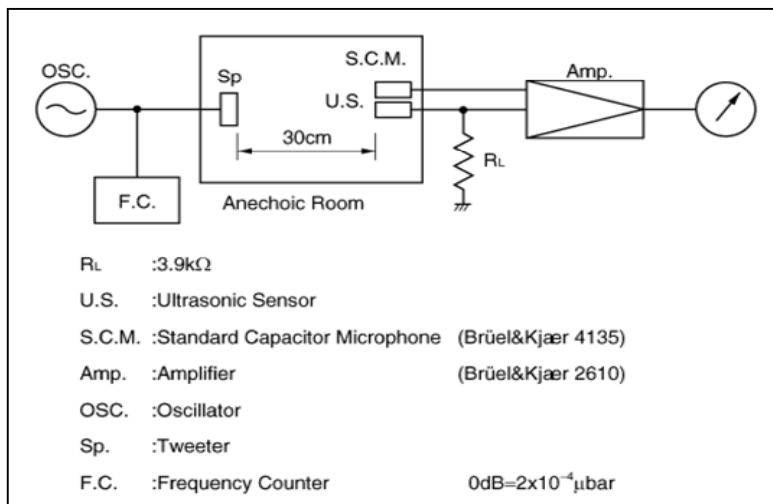 OSC.
Sp
S.C.M.
U.S.
Amp.
30cm
RL
F.C.
Anechoic Room
RL :3.9kΩ
U.S. :Ultrasonic Sensor
S.C.M. :Standard Capacitor Microphone (Brüel&Kjær 4135)
Amp. :Amplifier (Brüel&Kjær 2610)
OSC. :Oscillator
Sp. :Tweeter
F.C. :Frequency Counter 0dB=2x10⁻⁴μbar